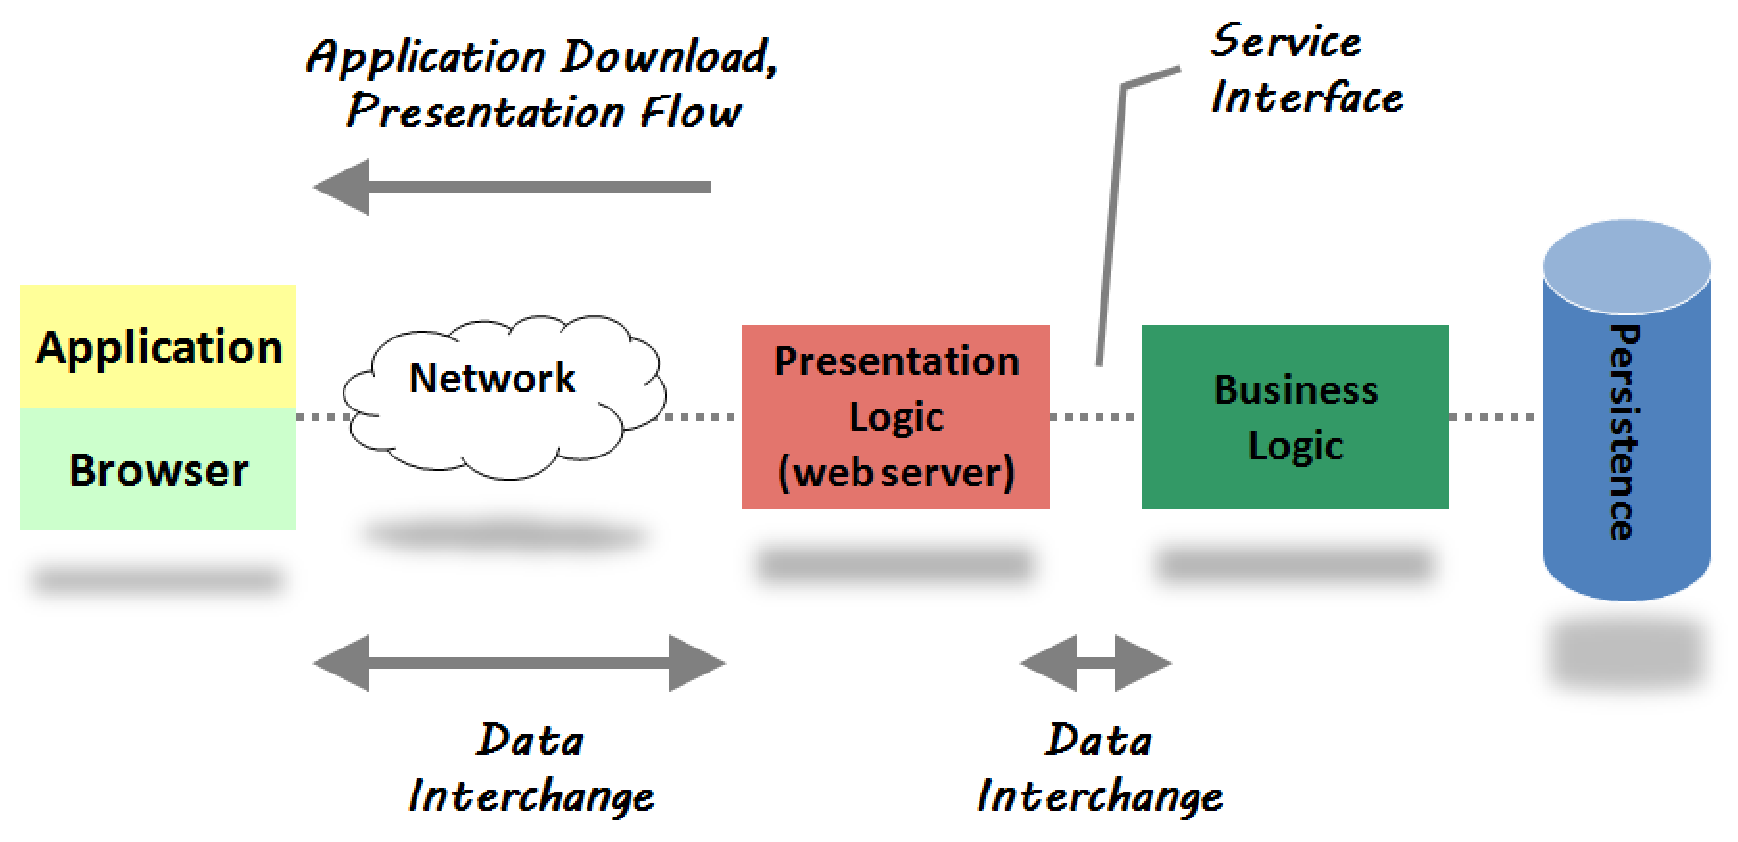 Application Download,
Presentation Flow
Service
Interface
Application
Browser
Network
Presentation
Logic
(web server)
Business
Logic
Persistence
Data
Interchange
Data
Interchange